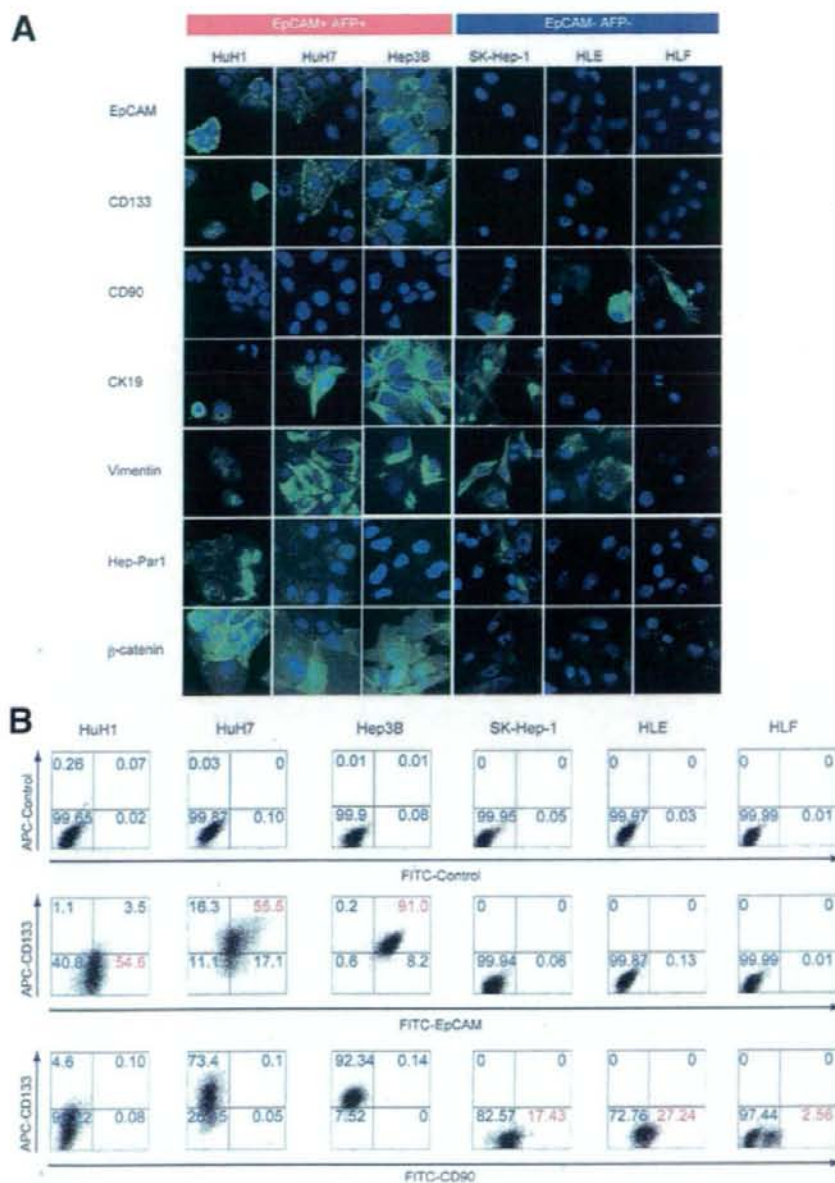 A
EpCAM+ AFP+ EpCAM- AFP-
HuH1 HuH7 Hep3B SK-Hep-1 HLE HLF
EpCAM
CD133
CD90
CK19
Vimentin
Hep-Par1
β-catenin
B
HuH1 HuH7 Hep3B SK-Hep-1 HLE HLF
APC-Control
0.26 0.07 0.03 0 0.01 0.01 0 0 0 0 0 0
99.65 0.02 99.87 0.10 99.9 0.08 99.95 0.05 99.97 0.03 99.99 0.01
FITC-Control
APC-CD133
1.1 3.5 16.3 55.5 0.2 91.0 0 0 0 0 0 0
40.8 54.6 11.1 17.1 0.6 8.2 99.94 0.06 99.87 0.13 99.99 0.01
FITC-EpCAM
APC-CD133
4.6 0.10 73.4 0.1 92.34 0.14 0 0 0 0 0 0
0.08 0.05 7.52 0 82.57 17.43 72.76 27.24 97.44 2.56
FITC-CD90